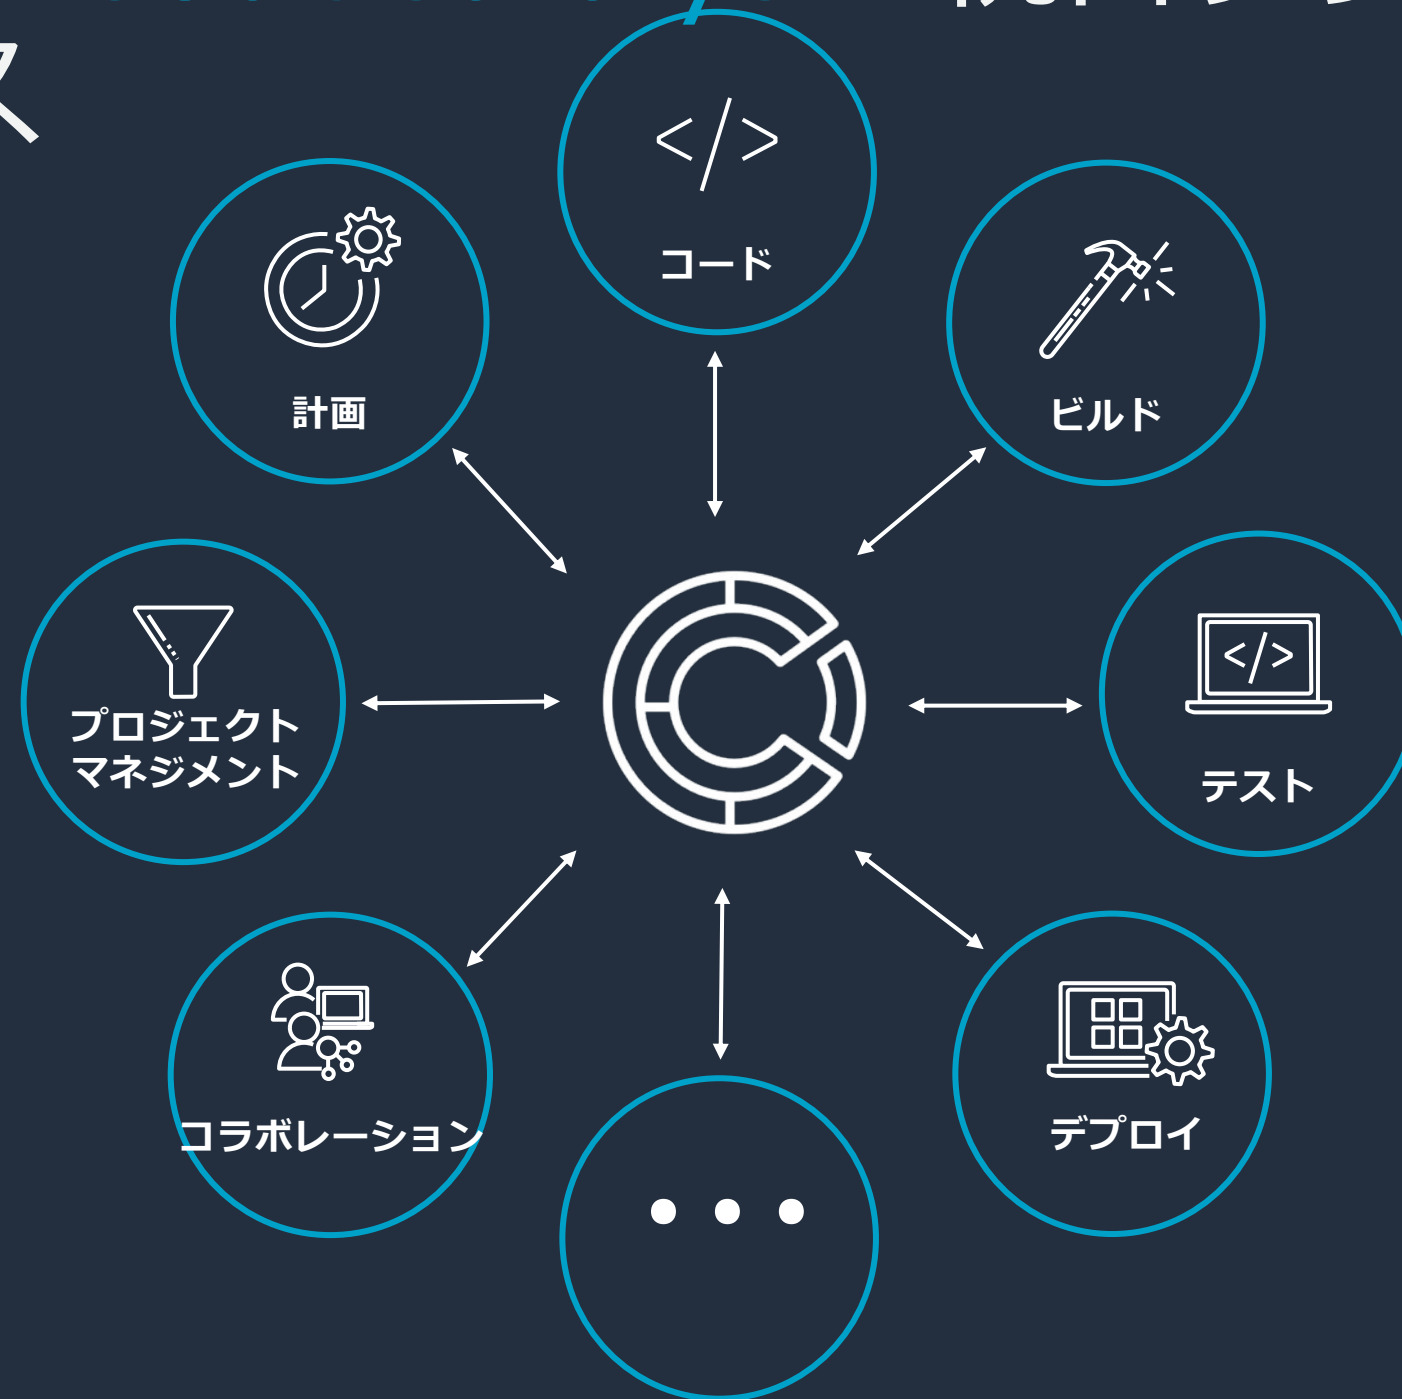 ス
</>
コード
計画
ビルド
プロジェクト
マネジメント
</>
テスト
コラボレーション
デプロイ
• • •